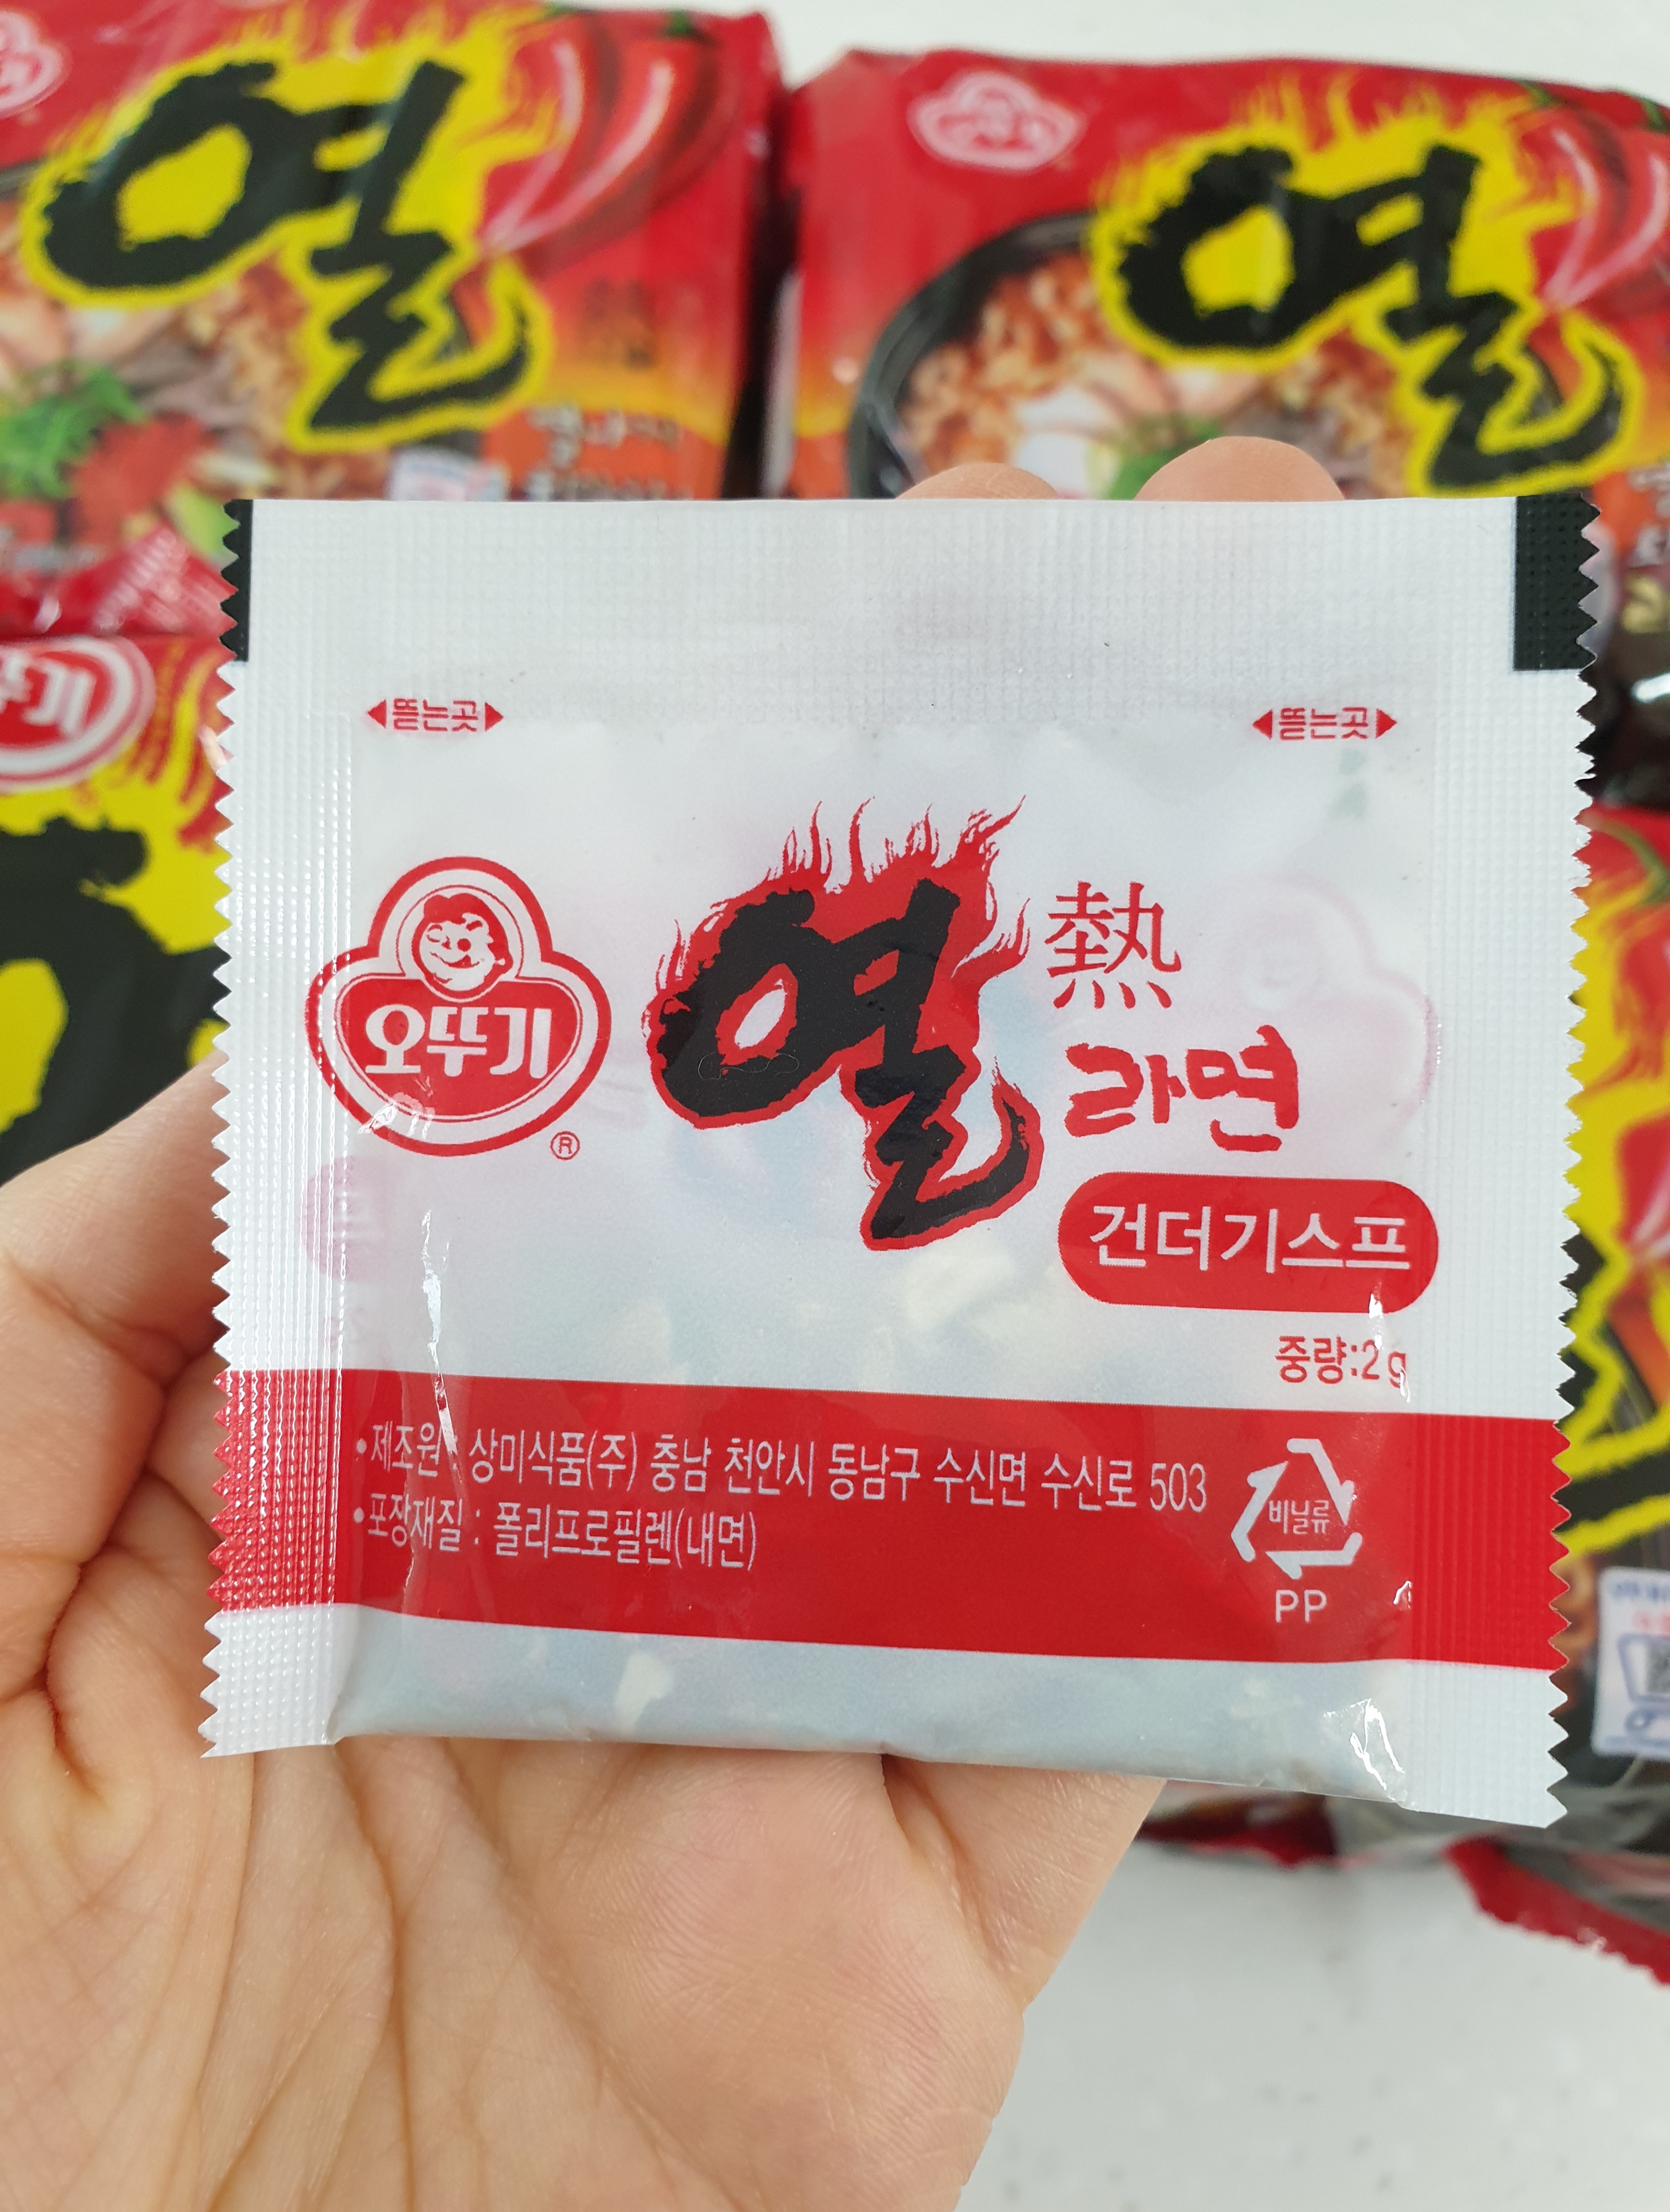 열
열
뚜기
뜯는곳
뜯는곳
오뚜기
®
열
熱
라면
건더기스프
중량:2g
•제조원 : 상미식품(주) 충남 천안시 동남구 수신면 수신로 503
•포장재질 : 폴리프로필렌(내면)
비닐류
PP